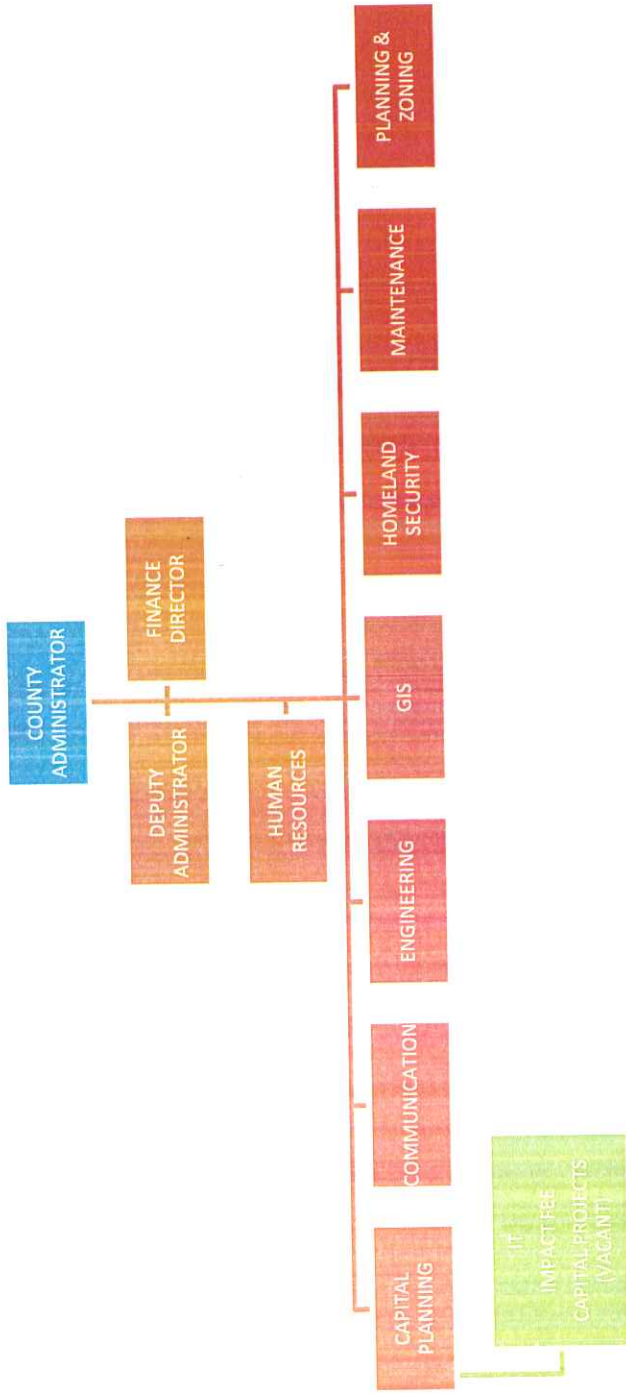 COUNTY
ADMINISTRATOR
DEPUTY
ADMINISTRATOR
FINANCE
DIRECTOR
HUMAN
RESOURCES
CAPITAL
PLANNING
COMMUNICATION
ENGINEERING
GIS
HOMELAND
SECURITY
MAINTENANCE
PLANNING &
ZONING
IT
IMPACT FEE
CAPITAL PROJECTS
(VACANT)